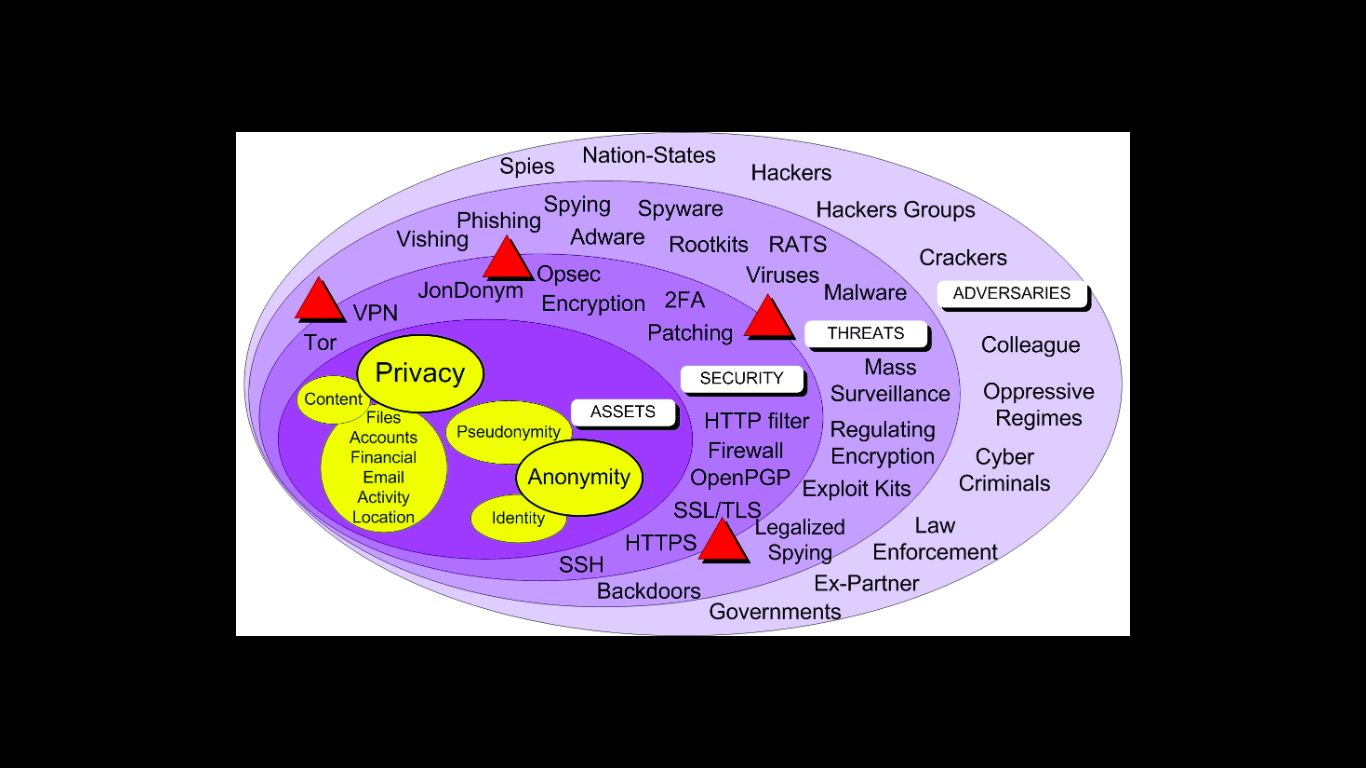 Spies
Nation-States
Hackers
Hackers Groups
Crackers
ADVERSARIES
Colleague
Oppressive
Regimes
Cyber
Criminals
Law
Enforcement
Ex-Partner
Governments
Vishing
Phishing
Spying
Spyware
Adware
Rootkits
RATS
Viruses
Malware
THREATS
Mass
Surveillance
Regulating
Encryption
Exploit Kits
Legalized
Spying
Backdoors
Tor
VPN
JonDonym
Opsec
Encryption
2FA
Patching
SECURITY
HTTP filter
Firewall
OpenPGP
SSL/TLS
HTTPS
SSH
ASSETS
Privacy
Content
Files
Accounts
Financial
Email
Activity
Location
Pseudonymity
Anonymity
Identity